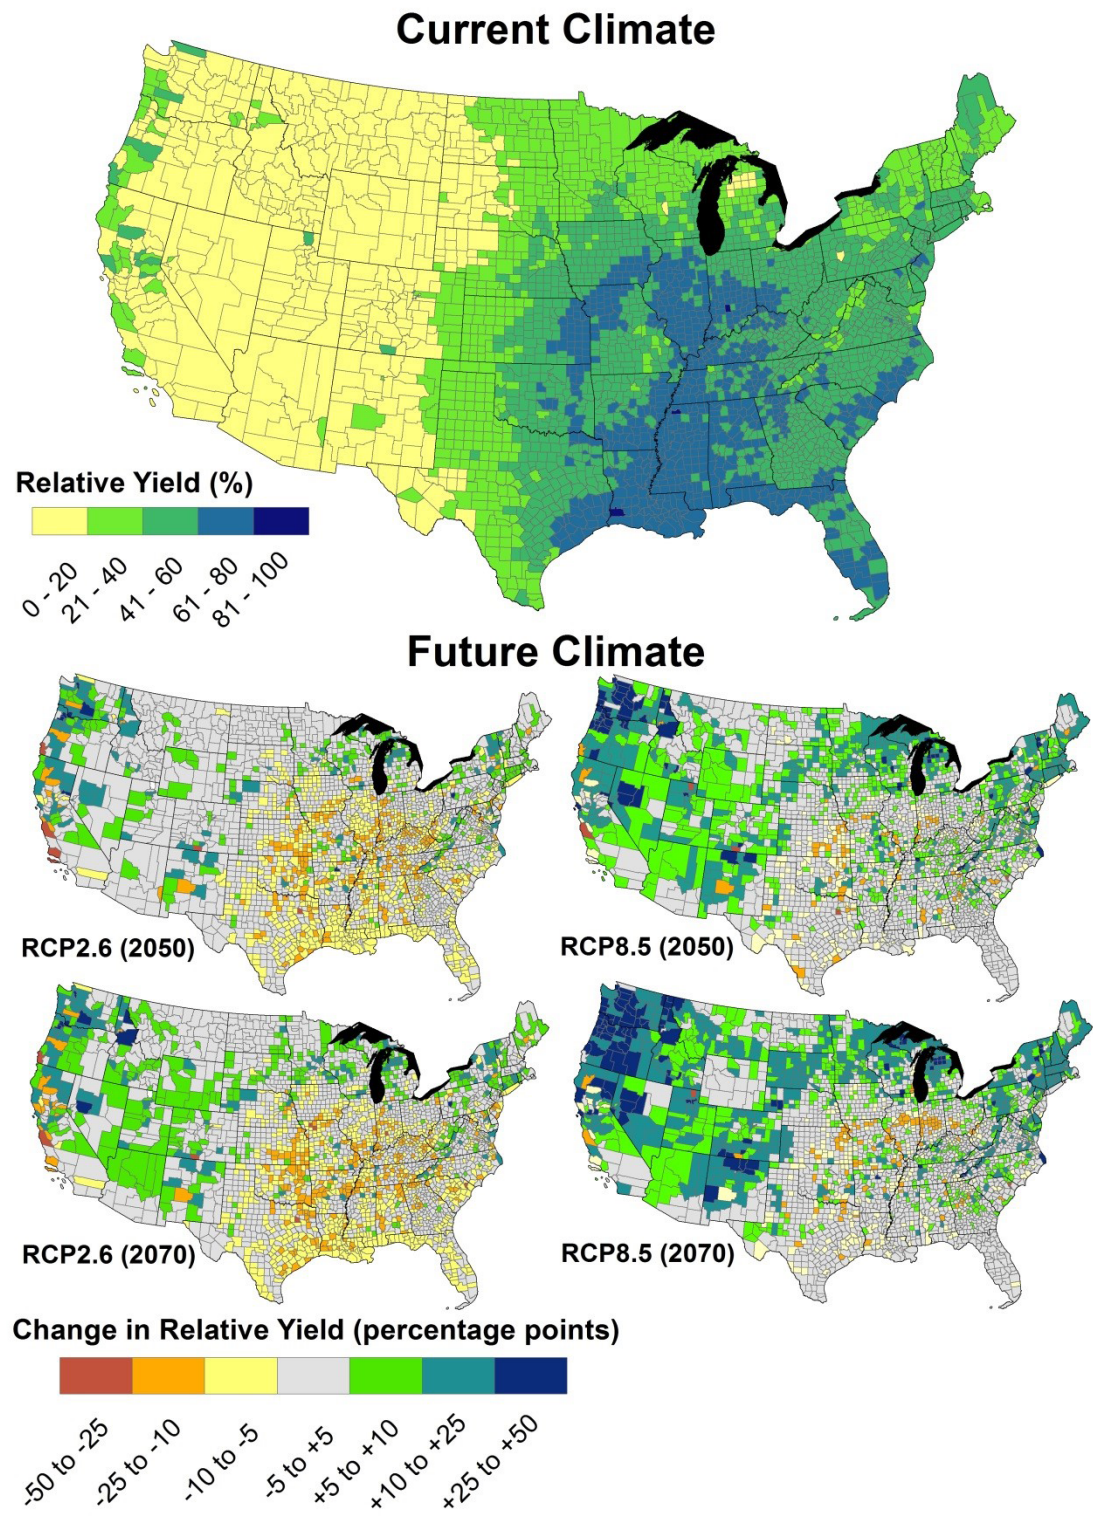 Current Climate
Relative Yield (%)
0 - 20
21 - 40
41 - 60
61 - 80
81 - 100
Future Climate
RCP2.6 (2050)
RCP8.5 (2050)
RCP2.6 (2070)
RCP8.5 (2070)
Change in Relative Yield (percentage points)
-50 to -25
-25 to -10
-10 to -5
-5 to +5
+5 to +10
+10 to +25
+25 to +50